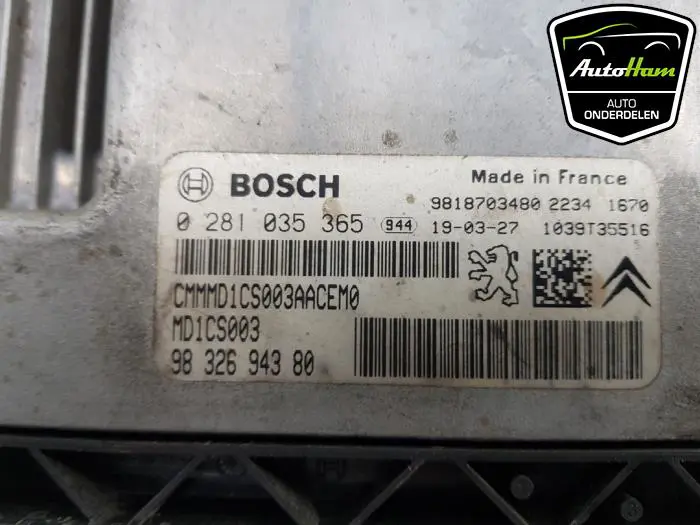 AutoHam
AUTO
ONDERDELEN
BOSCH
Made in France
9818703480 2234 1670
0 281 035 365 944 19-03-27 1039T35516
CMMMD1CS003AACEM0
MD1CS003
98 326 943 80